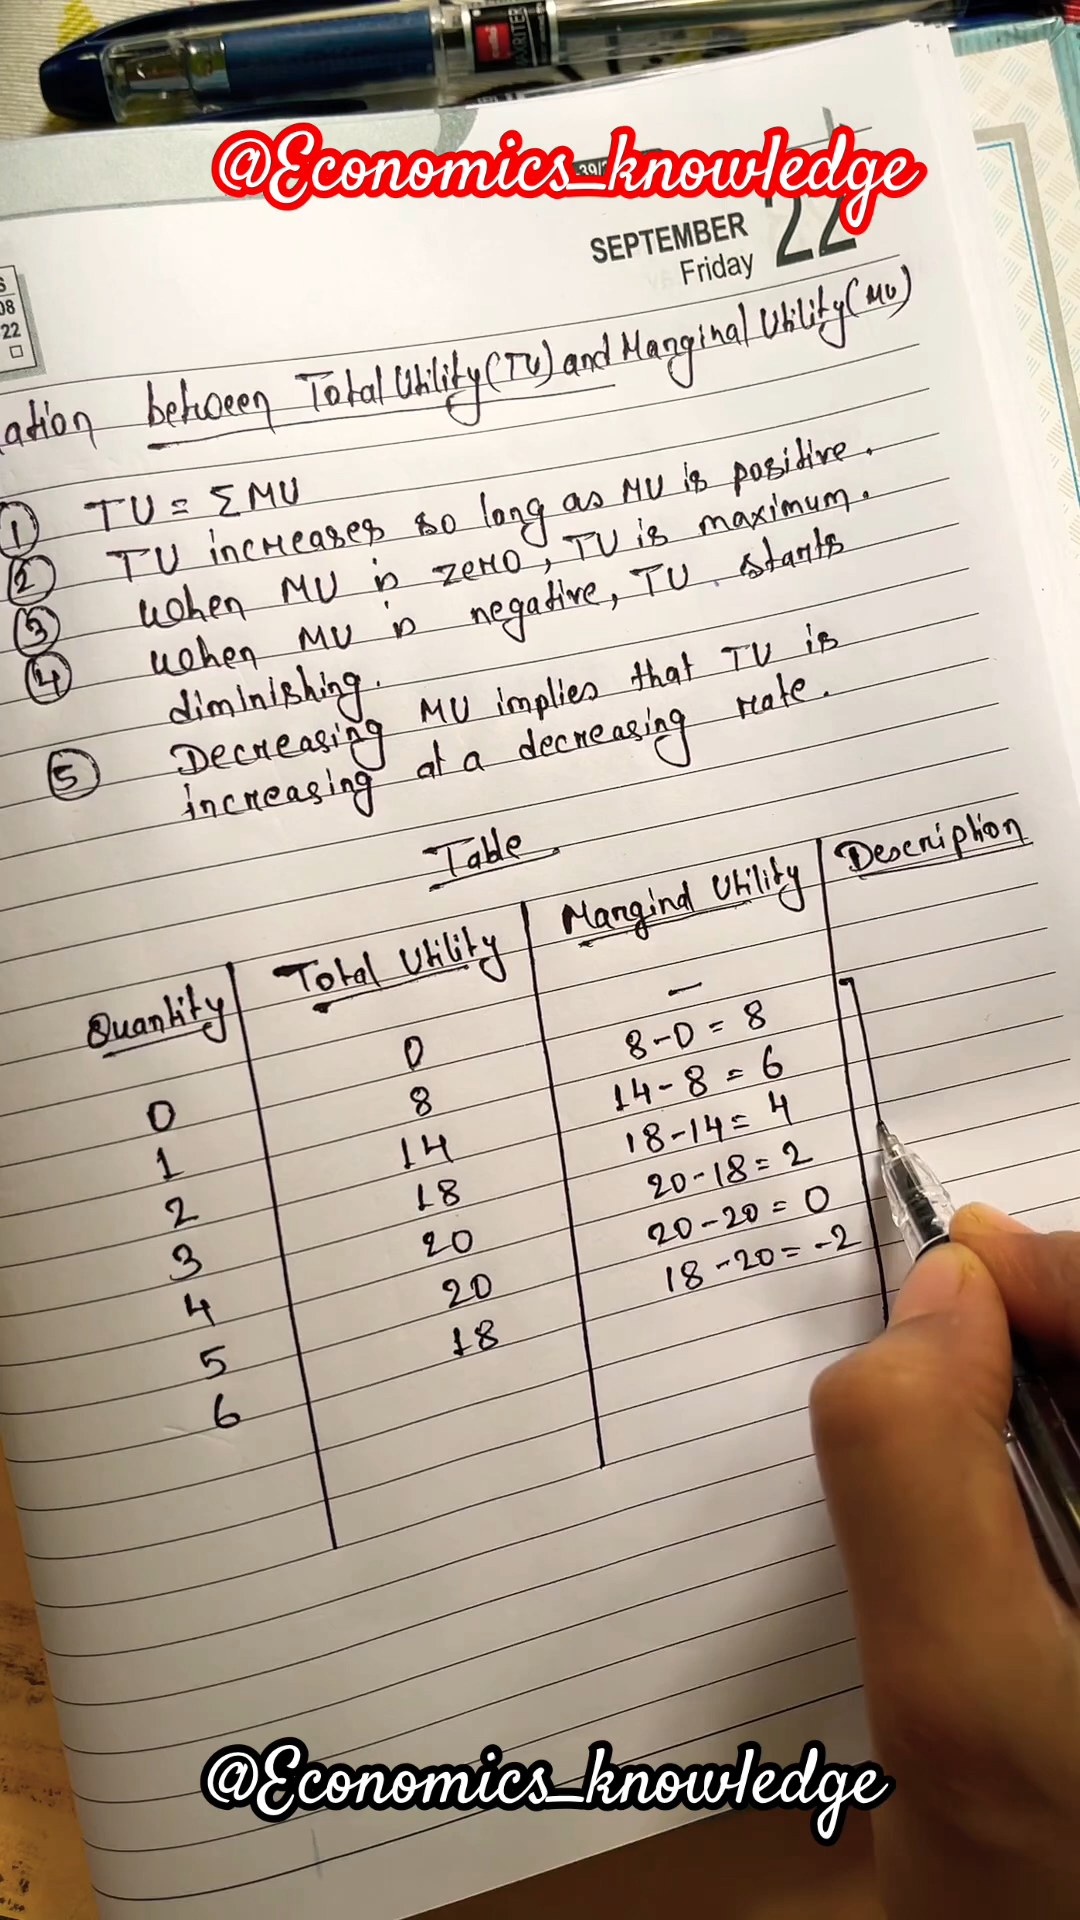 @Economics_knowledge
39/
SEPTEMBER 22
Friday
08
22
ation between Total Utility (TU) and Marginal Utility (MU)
① TU = Σ MU
② TU increases so long as MU is positive.
③ when MU is zero, TU is maximum.
④ when MU is negative, TU starts
diminishing.
⑤ Decreasing MU implies that TU is
increasing at a decreasing rate.
Table
Quantity Total Utility Marginal Utility Description
0 0 –
1 8 8-0 = 8
2 14 14-8 = 6
3 18 18-14 = 4
4 20 20-18 = 2
5 20 20-20 = 0
6 18 18-20 = -2
@Economics_knowledge